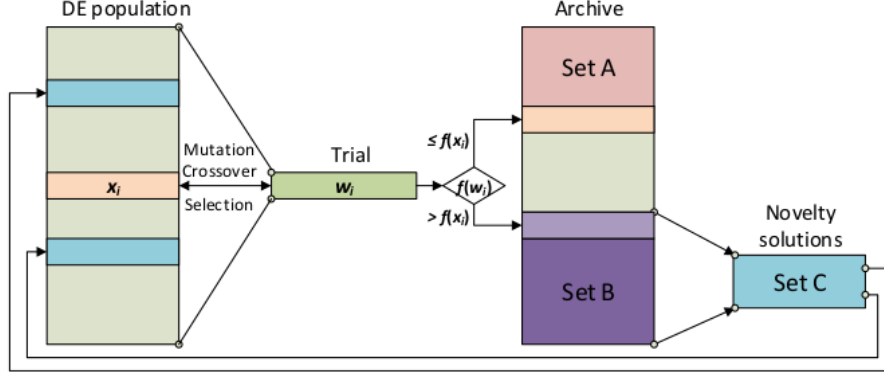 DE population
Archive
Set A
≤ f(xᵢ)
Mutation
Crossover
Trial
xᵢ
wᵢ
f(wᵢ)
Selection
> f(xᵢ)
Novelty
solutions
Set B
Set C